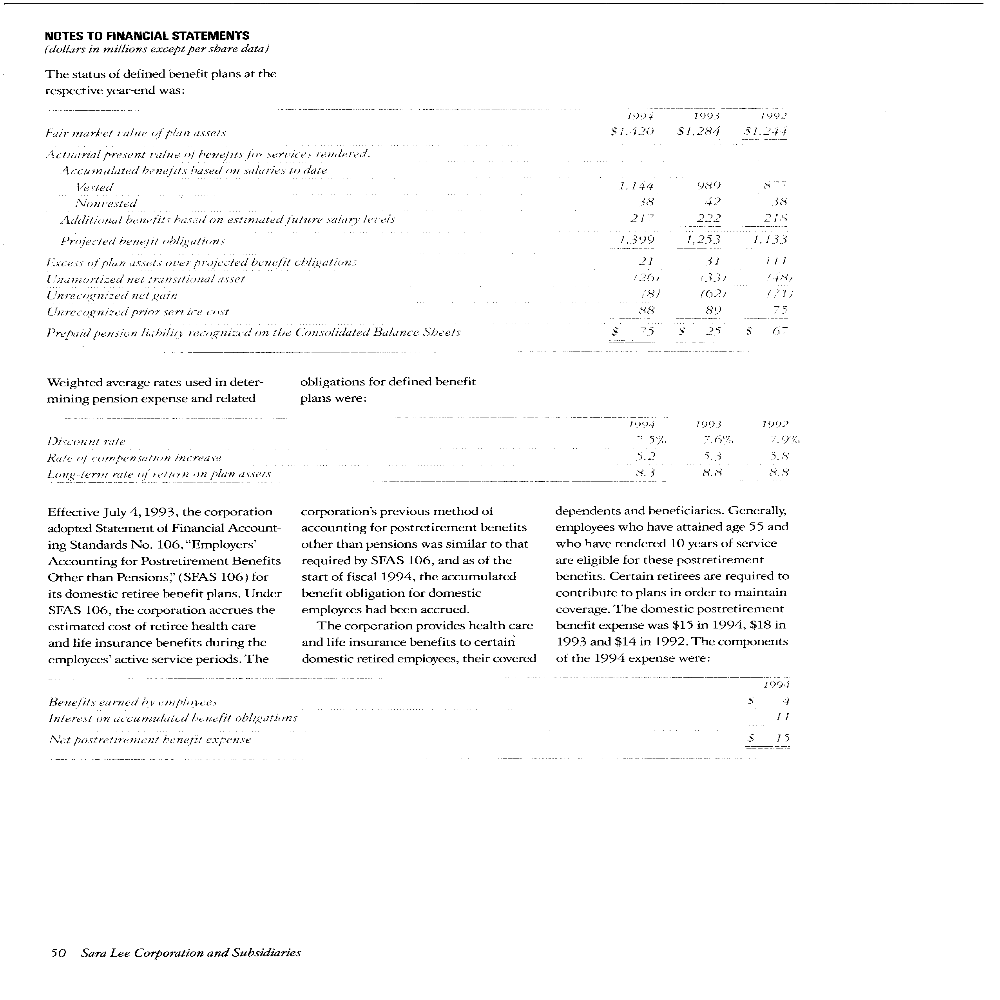 NOTES TO FINANCIAL STATEMENTS
(dollars in millions except per share data)
The status of defined benefit plans at the
respective year-end was:
1994 1993 1992
Fair market value of plan assets $1,420 $1,284 $1,244
Actuarial present value of benefits for services rendered:
Accumulated benefits based on salaries to date
Vested 1,144 989 877
Nonvested 38 42 38
Additional benefits based on estimated future salary levels 217 222 218
Projected benefit obligations 1,399 1,253 1,133
Excess of plan assets over projected benefit obligations 21 31 111
Unamortized net transitional asset (26) (33) (48)
Unrecognized net gain (8) (62) (71)
Unrecognized prior service cost 88 89 75
Prepaid pension liability recognized on the Consolidated Balance Sheets $ 75 $ 25 $ 67
Weighted average rates used in deter-
mining pension expense and related
obligations for defined benefit
plans were:
1994 1993 1992
Discount rate 7.5% 7.6% 7.9%
Rate of compensation increase 5.2 5.3 5.8
Long-term rate of return on plan assets 8.3 8.8 8.8
Effective July 4, 1993, the corporation
adopted Statement of Financial Account-
ing Standards No. 106, "Employers'
Accounting for Postretirement Benefits
Other than Pensions," (SFAS 106) for
its domestic retiree benefit plans. Under
SFAS 106, the corporation accrues the
estimated cost of retiree health care
and life insurance benefits during the
employees' active service periods. The
corporation's previous method of
accounting for postretirement benefits
other than pensions was similar to that
required by SFAS 106, and as of the
start of fiscal 1994, the accumulated
benefit obligation for domestic
employees had been accrued.
The corporation provides health care
and life insurance benefits to certain
domestic retired employees, their covered
dependents and beneficiaries. Generally,
employees who have attained age 55 and
who have rendered 10 years of service
are eligible for these postretirement
benefits. Certain retirees are required to
contribute to plans in order to maintain
coverage. The domestic postretirement
benefit expense was $15 in 1994, $18 in
1993 and $14 in 1992. The components
of the 1994 expense were:
1994
Benefits earned by employees $ 4
Interest on accumulated benefit obligations 11
Net postretirement benefit expense $ 15
50 Sara Lee Corporation and Subsidiaries